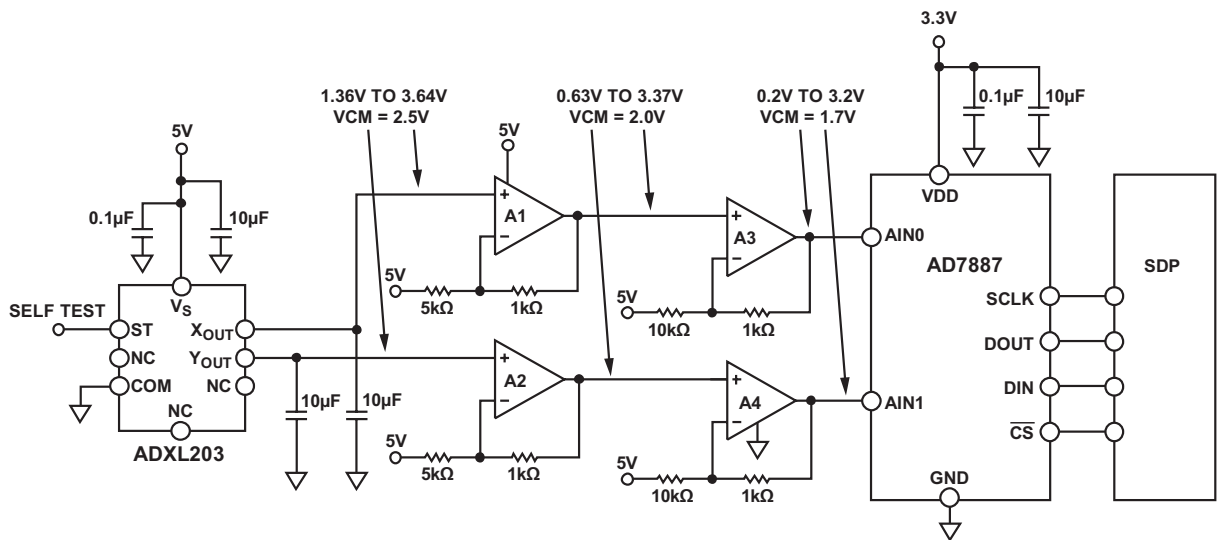 3.3V
0.1µF
10µF
1.36V TO 3.64V
VCM = 2.5V
0.63V TO 3.37V
VCM = 2.0V
0.2V TO 3.2V
VCM = 1.7V
5V
0.1µF
10µF
5V
+
A1
−
5V
5kΩ
1kΩ
+
A3
−
5V
10kΩ
1kΩ
VDD
AIN0
AD7887
SDP
SCLK
DOUT
DIN
CS
AIN1
GND
SELF TEST
VS
ST
XOUT
NC
YOUT
COM
NC
NC
ADXL203
10µF
10µF
+
A2
−
5V
5kΩ
1kΩ
+
A4
−
5V
10kΩ
1kΩ